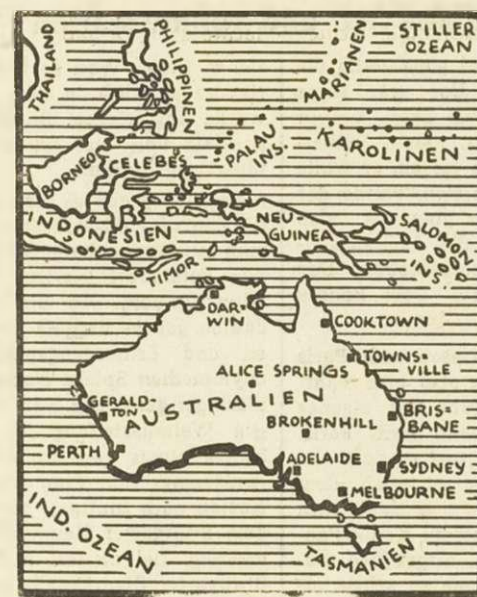 THAILAND
PHILIPPINEN
MARIANEN
STILLER
OZEAN
BORNEO
CELEBES
PALAU
INS.
KAROLINEN
INDONESIEN
NEU-
GUINEA
SALOMON
INS.
TIMOR
DAR-
WIN
COOKTOWN
TOWNS=
VILLE
ALICE SPRINGS
GERALD-
TON
AUSTRALIEN
BRIS=
BANE
BROKENHILL
PERTH
ADELAIDE
SYDNEY
MELBOURNE
IND. OZEAN
TASMANIEN